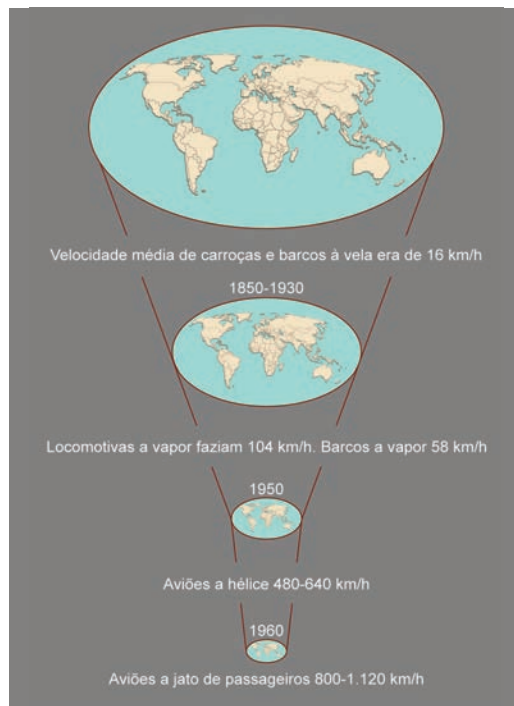 Velocidade média de carroças e barcos à vela era de 16 km/h
1850-1930
Locomotivas a vapor faziam 104 km/h. Barcos a vapor 58 km/h
1950
Aviões a hélice 480-640 km/h
1960
Aviões a jato de passageiros 800-1.120 km/h